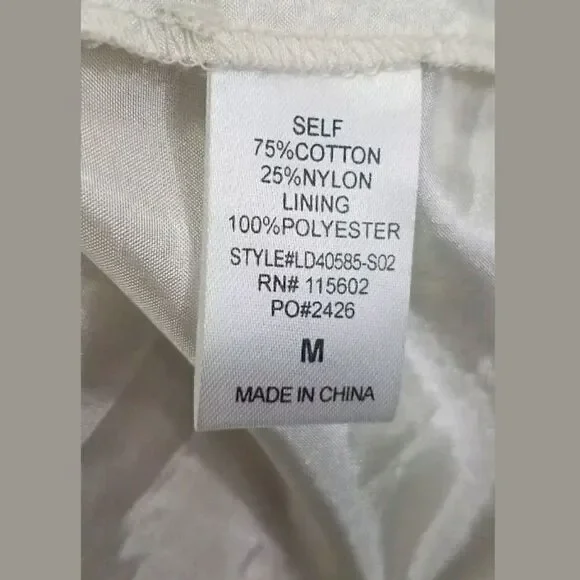 SELF
75%COTTON
25%NYLON
LINING
100%POLYESTER
STYLE#LD40585-S02
RN# 115602
PO#2426
M
MADE IN CHINA